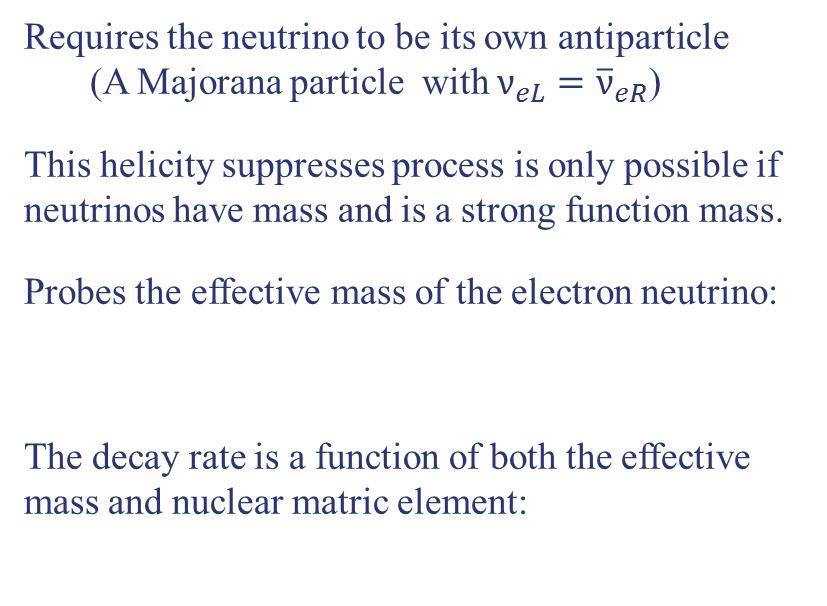 Requires the neutrino to be its own antiparticle
(A Majorana particle with ν_eL = ν̅_eR)
This helicity suppresses process is only possible if
neutrinos have mass and is a strong function mass.
Probes the effective mass of the electron neutrino:
The decay rate is a function of both the effective
mass and nuclear matric element: